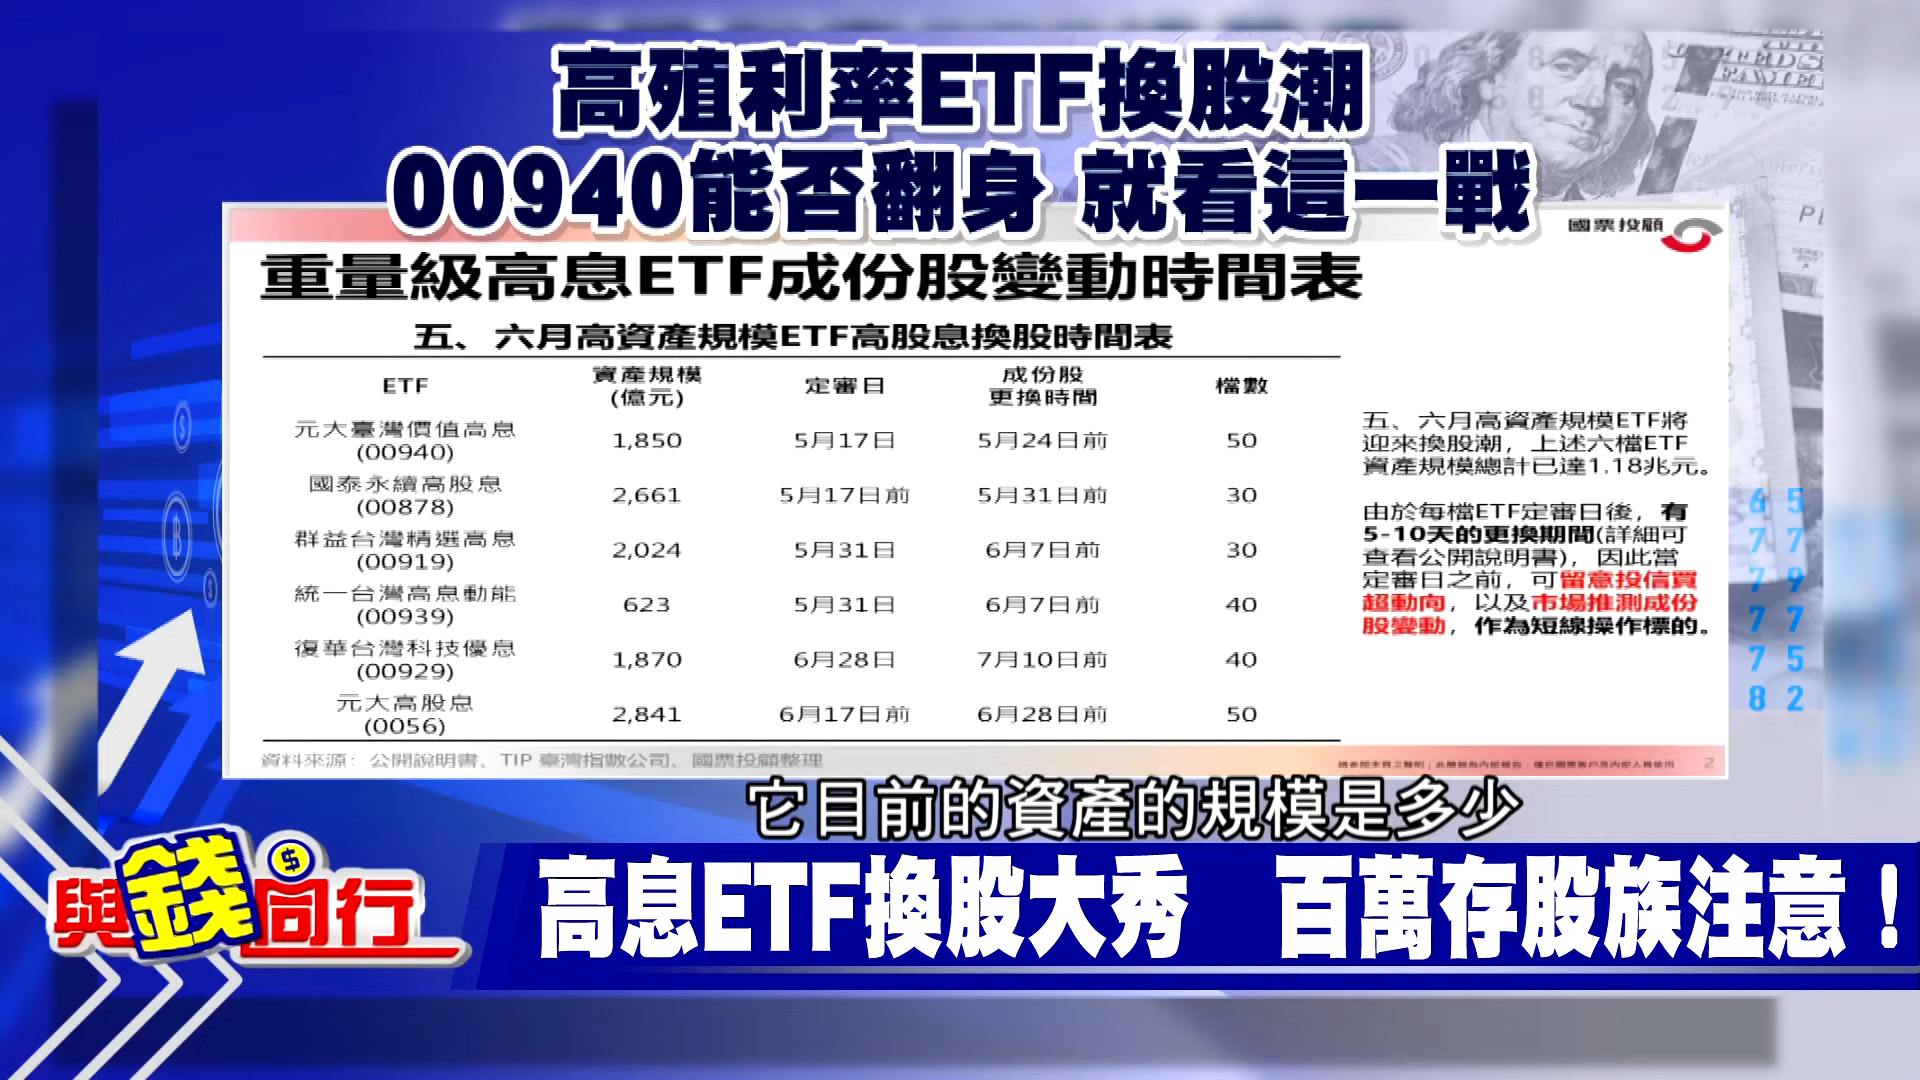 高殖利率ETF換股潮
00940能否翻身 就看這一戰
國票投顧
重量級高息ETF成份股變動時間表
五、六月高資產規模ETF高股息換股時間表
ETF
資產規模
(億元)
定審日
成份股
更換時間
檔數
元大臺灣價值高息
(00940)
1,850
5月17日
5月24日前
50
國泰永續高股息
(00878)
2,661
5月17日前
5月31日前
30
群益台灣精選高息
(00919)
2,024
5月31日
6月7日前
30
統一台灣高息動能
(00939)
623
5月31日
6月7日前
40
復華台灣科技優息
(00929)
1,870
6月28日
7月10日前
40
元大高股息
(0056)
2,841
6月17日前
6月28日前
50
五、六月高資產規模ETF將
迎來換股潮，上述六檔ETF
資產規模總計已達1.18兆元。
由於每檔ETF定審日後，有
5-10天的更換期間(詳細可
查看公開說明書)，因此當
定審日之前，可留意投信買
超動向，以及市場推測成份
股變動，作為短線操作標的。
資料來源：公開說明書、TIP 臺灣指數公司、國票投顧整理
2
它目前的資產的規模是多少
與錢同行
高息ETF換股大秀 百萬存股族注意！
6 5
7 7
7 9
7 7
7 5
8 2